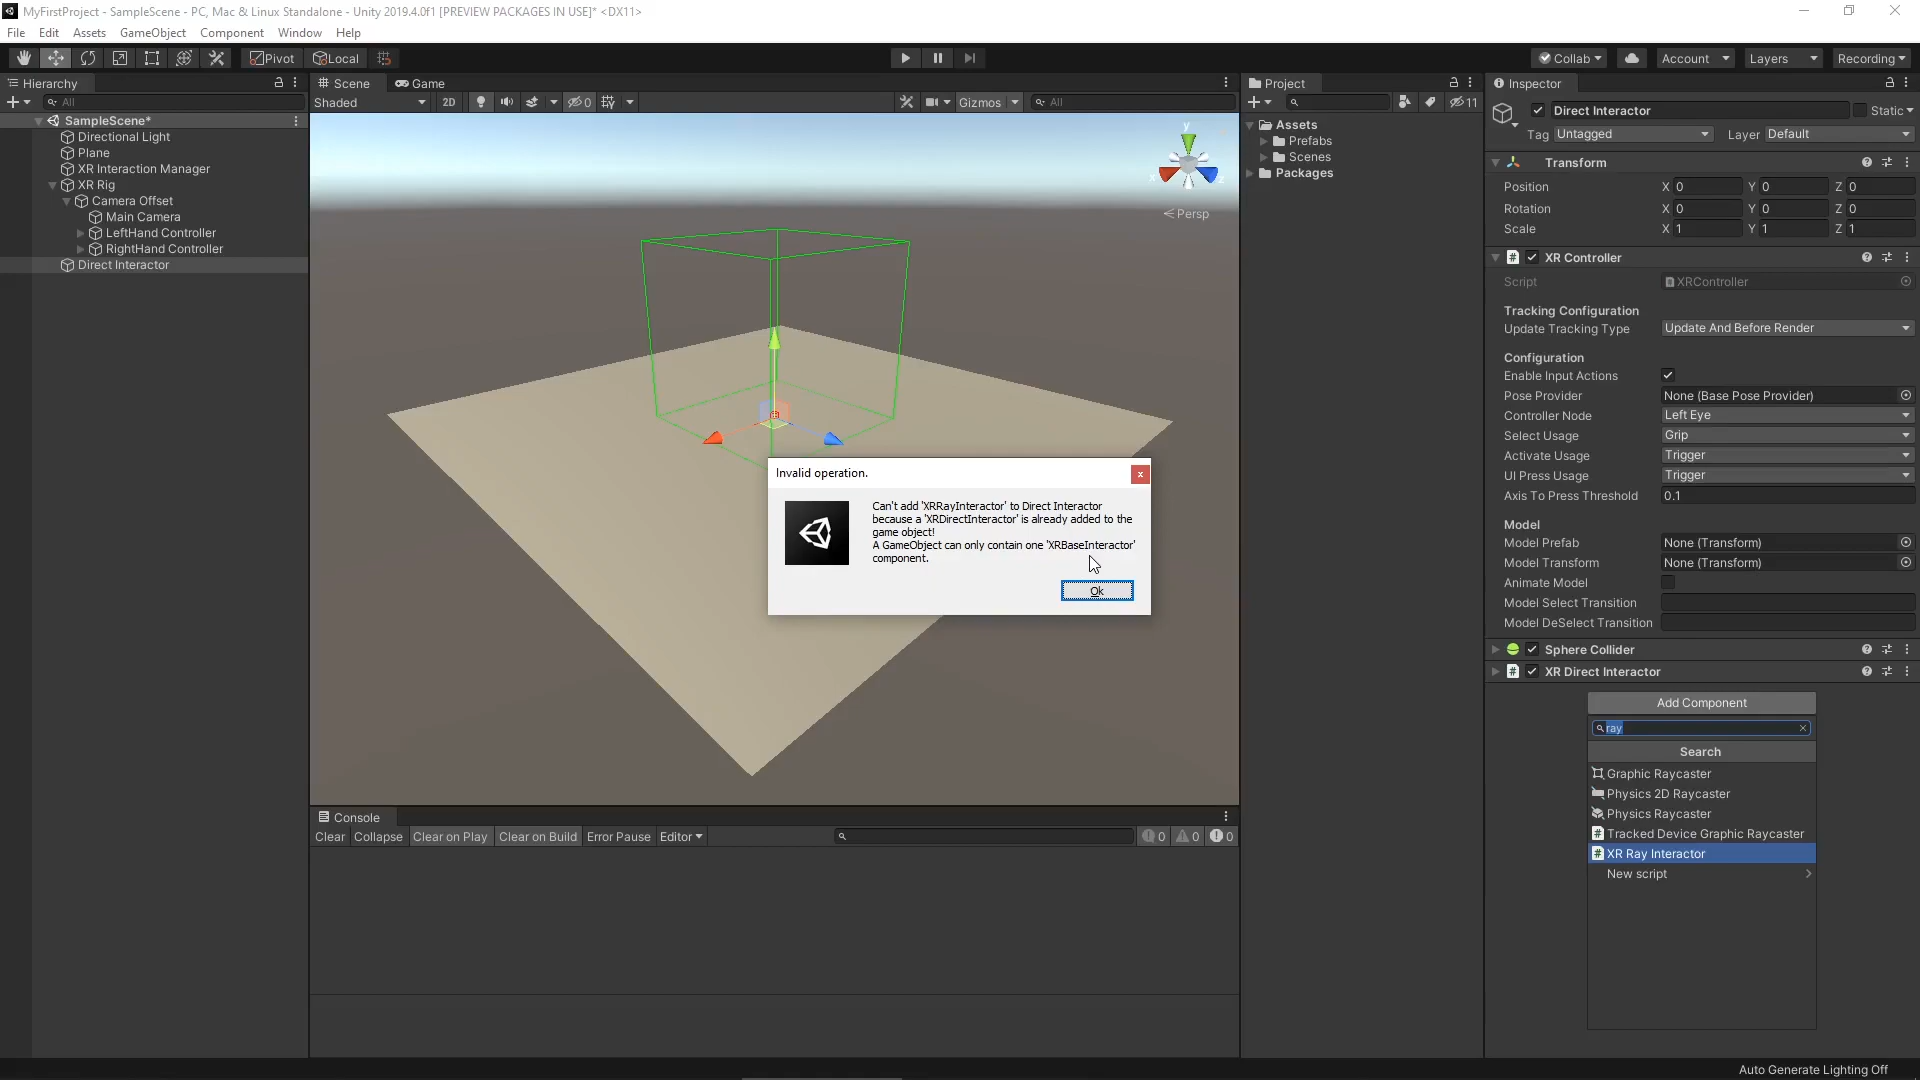 MyFirstProject - SampleScene - PC, Mac & Linux Standalone - Unity 2019.4.0f1 [PREVIEW PACKAGES IN USE]* <DX11>
File Edit Assets GameObject Component Window Help
Pivot Local Collab Account Layers Recording
Hierarchy
All
SampleScene*
Directional Light
Plane
XR Interaction Manager
XR Rig
Camera Offset
Main Camera
LeftHand Controller
RightHand Controller
Direct Interactor
Scene Game
Shaded 2D 0 Gizmos All
y
x
z
Persp
Invalid operation.
x
Can't add 'XRRayInteractor' to Direct Interactor
because a 'XRDirectInteractor' is already added to the
game object!
A GameObject can only contain one 'XRBaseInteractor'
component.
Ok
Console
Clear Collapse Clear on Play Clear on Build Error Pause Editor 0 0 0
Project
11
Assets
Prefabs
Scenes
Packages
Inspector
Direct Interactor Static
Tag Untagged Layer Default
Transform
Position X 0 Y 0 Z 0
Rotation X 0 Y 0 Z 0
Scale X 1 Y 1 Z 1
# XR Controller
Script XRController
Tracking Configuration
Update Tracking Type Update And Before Render
Configuration
Enable Input Actions
Pose Provider None (Base Pose Provider)
Controller Node Left Eye
Select Usage Grip
Activate Usage Trigger
UI Press Usage Trigger
Axis To Press Threshold 0.1
Model
Model Prefab None (Transform)
Model Transform None (Transform)
Animate Model
Model Select Transition
Model DeSelect Transition
Sphere Collider
# XR Direct Interactor
Add Component
ray
Search
Graphic Raycaster
Physics 2D Raycaster
Physics Raycaster
# Tracked Device Graphic Raycaster
# XR Ray Interactor
New script
Auto Generate Lighting Off